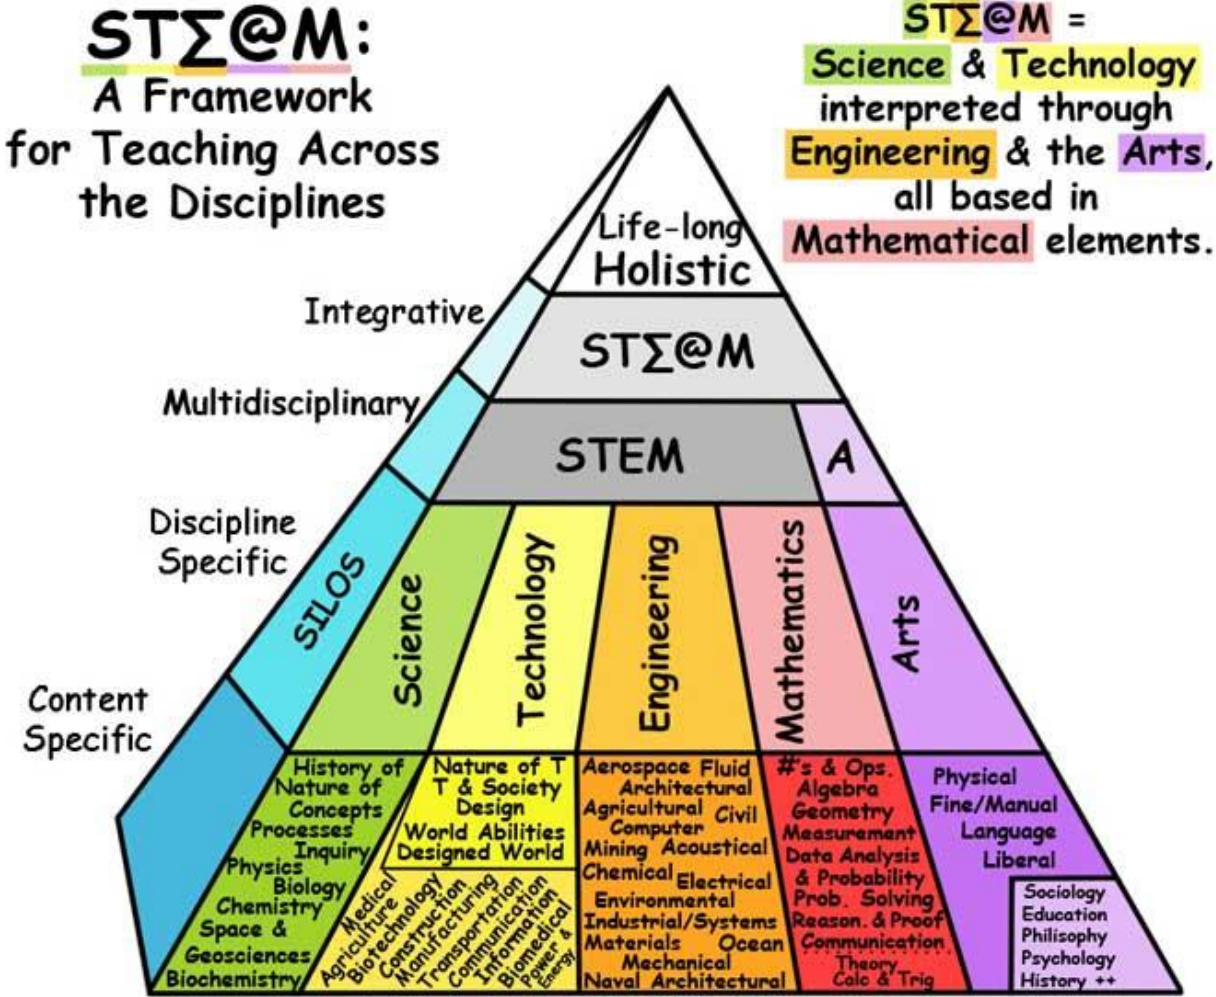 STΣ@M:
A Framework
for Teaching Across
the Disciplines
STΣ@M =
Science & Technology
interpreted through
Engineering & the Arts,
all based in
Mathematical elements.
Life-long
Holistic
Integrative
STΣ@M
Multidisciplinary
STEM
A
Discipline
Specific
SILOS
Science
Technology
Engineering
Mathematics
Arts
Content
Specific
History of
Nature of
Concepts
Processes
Inquiry
Physics
Biology
Chemistry
Space &
Geosciences
Biochemistry
Nature of T
T & Society
Design
World Abilities
Designed World
Medical
Agriculture
Biotechnology
Construction
Manufacturing
Transportation
Communication
Information
Biomedical
Power &
Energy
Aerospace Fluid
Architectural
Agricultural Civil
Computer
Mining Acoustical
Chemical Electrical
Environmental
Industrial/Systems
Materials Ocean
Mechanical
Naval Architectural
#'s & Ops.
Algebra
Geometry
Measurement
Data Analysis
& Probability
Prob. Solving
Reason. & Proof
Communication
Theory
Calc & Trig
Physical
Fine/Manual
Language
Liberal
Sociology
Education
Philisophy
Psychology
History ++